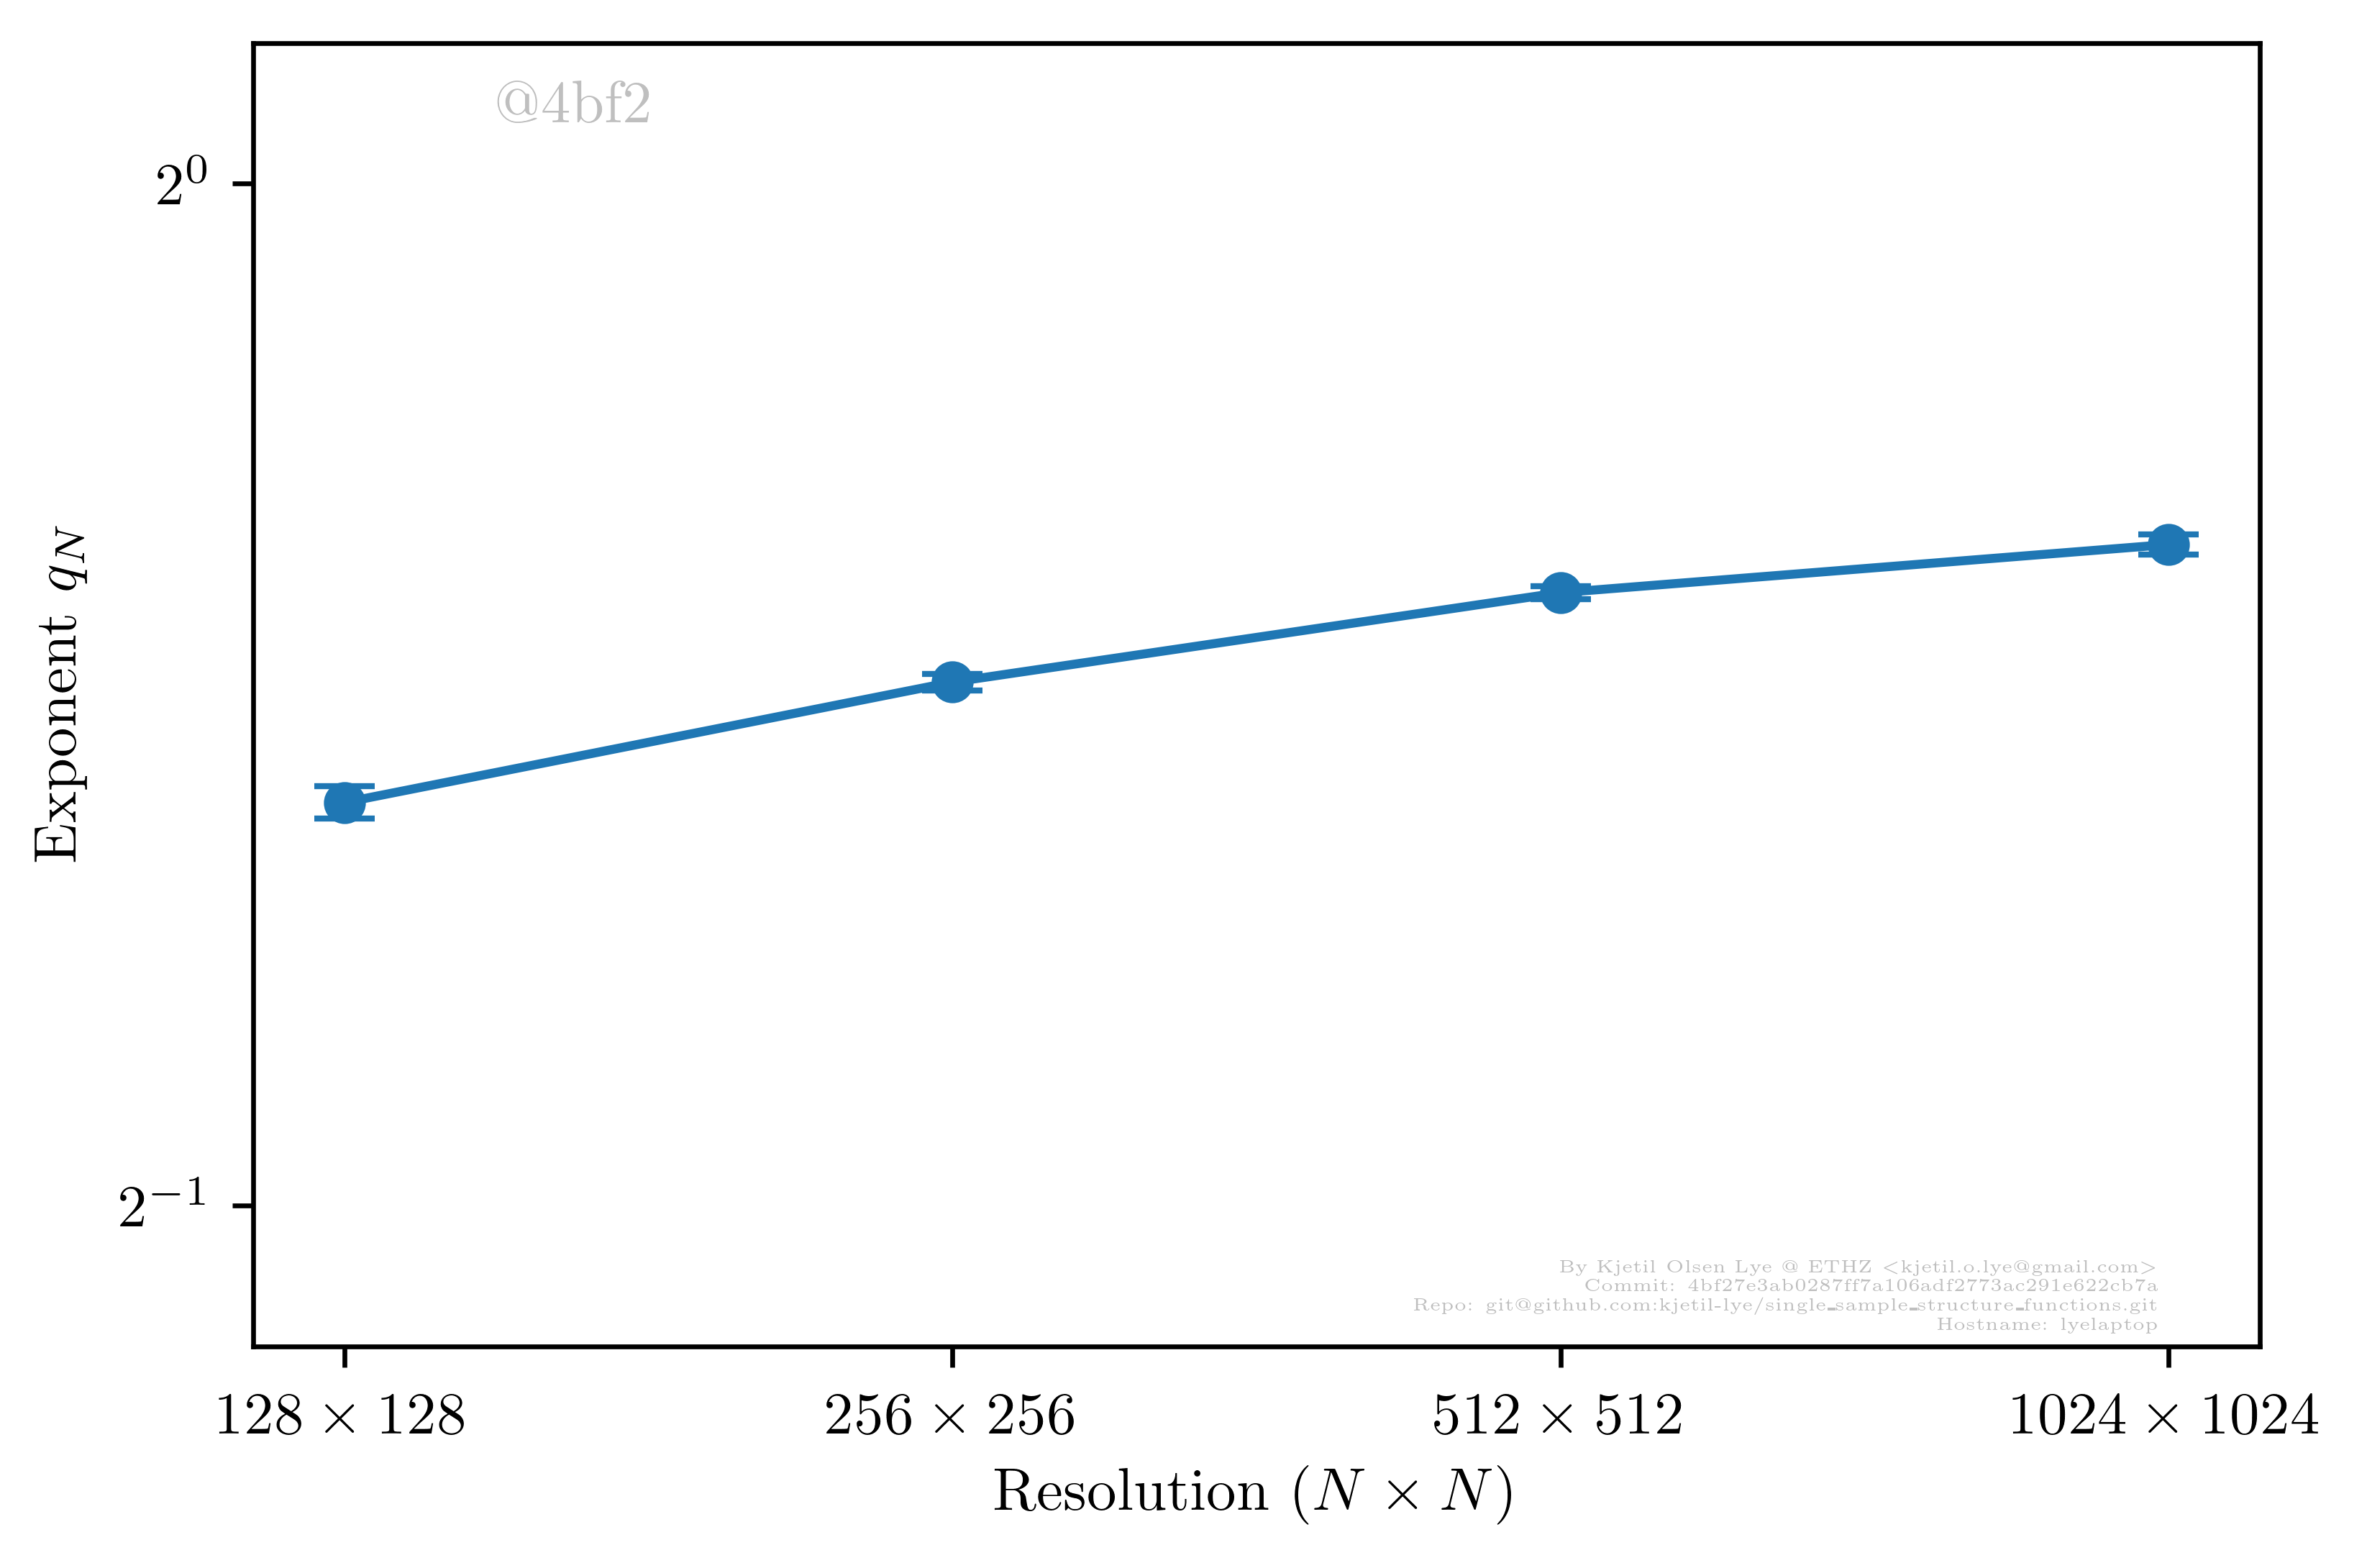 @4bf2
2^0
Exponent q_N
2^{-1}
By Kjetil Olsen Lye @ ETHZ <kjetil.o.lye@gmail.com>
Commit: 4bf27e3ab0287ff7a106adf2773ac291e622cb7a
Repo: git@github.com:kjetil-lye/single_sample_structure_functions.git
Hostname: lyelaptop
128 × 128
256 × 256
512 × 512
1024 × 1024
Resolution (N × N)